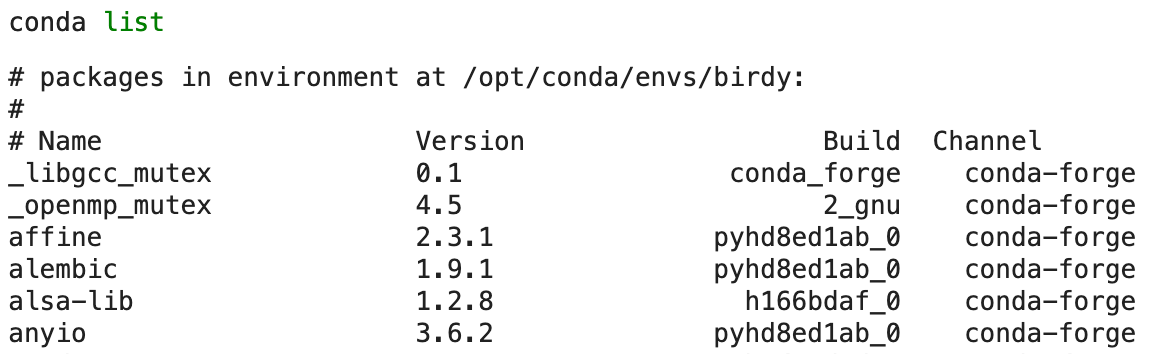 conda list
# packages in environment at /opt/conda/envs/birdy:
#
# Name Version Build Channel
_libgcc_mutex 0.1 conda_forge conda-forge
_openmp_mutex 4.5 2_gnu conda-forge
affine 2.3.1 pyhd8ed1ab_0 conda-forge
alembic 1.9.1 pyhd8ed1ab_0 conda-forge
alsa-lib 1.2.8 h166bdaf_0 conda-forge
anyio 3.6.2 pyhd8ed1ab_0 conda-forge